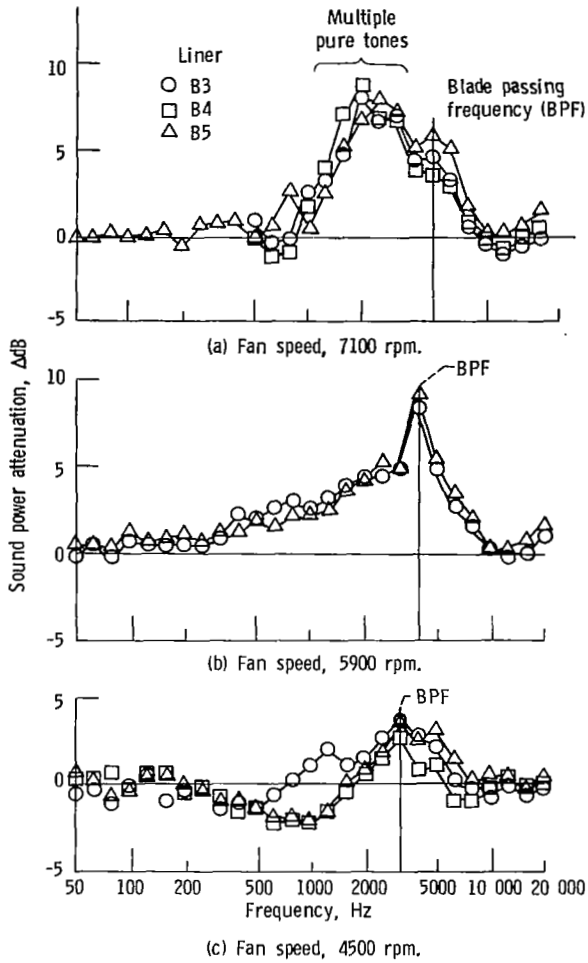 Multiple
pure tones
Liner
B3
B4
B5
Blade passing
frequency (BPF)
10
5
0
-5
(a) Fan speed, 7100 rpm.
Sound power attenuation, ΔdB
BPF
10
5
0
-5
(b) Fan speed, 5900 rpm.
BPF
5
0
-5
50 100 200 500 1000 2000 5000 10 000 20 000
Frequency, Hz
(c) Fan speed, 4500 rpm.